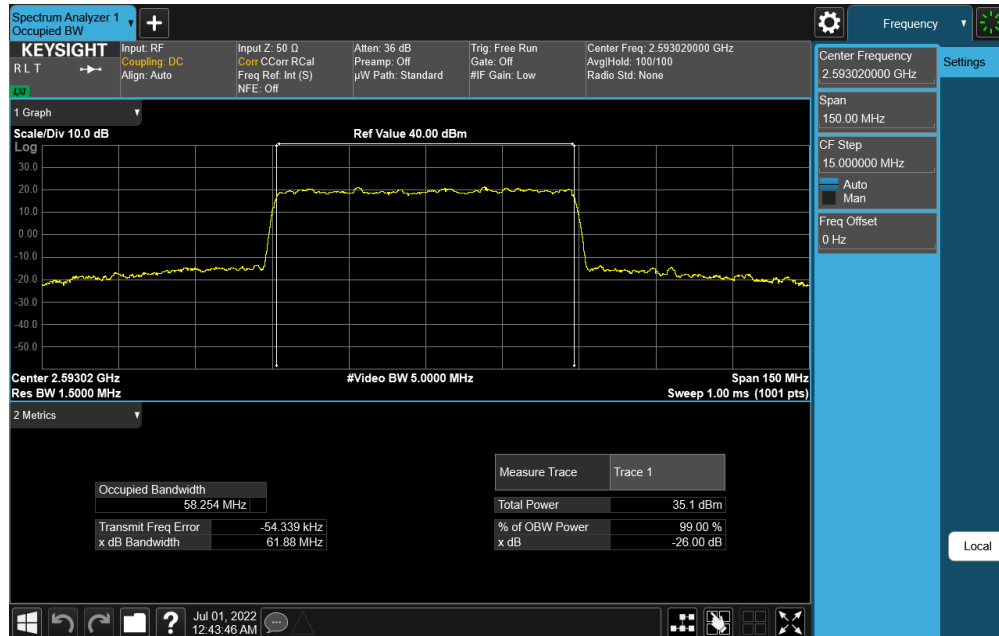 Spectrum Analyzer 1
Occupied BW
Frequency
KEYSIGHT
R L T
LXI
Input: RF
Coupling: DC
Align: Auto
Input Z: 50 Ω
Corr CCorr RCal
Freq Ref: Int (S)
NFE: Off
Atten: 36 dB
Preamp: Off
µW Path: Standard
Trig: Free Run
Gate: Off
#IF Gain: Low
Center Freq: 2.593020000 GHz
Avg|Hold: 100/100
Radio Std: None
Center Frequency
2.593020000 GHz
Settings
Span
150.00 MHz
CF Step
15.000000 MHz
Auto
Man
Freq Offset
0 Hz
Local
1 Graph
Scale/Div 10.0 dB
Ref Value 40.00 dBm
Log
30.0
20.0
10.0
0.00
-10.0
-20.0
-30.0
-40.0
-50.0
Center 2.59302 GHz
#Video BW 5.0000 MHz
Span 150 MHz
Res BW 1.5000 MHz
Sweep 1.00 ms (1001 pts)
2 Metrics
Occupied Bandwidth
58.254 MHz
Transmit Freq Error -54.339 kHz
x dB Bandwidth 61.88 MHz
Measure Trace Trace 1
Total Power 35.1 dBm
% of OBW Power 99.00 %
x dB -26.00 dB
Jul 01, 2022
12:43:46 AM